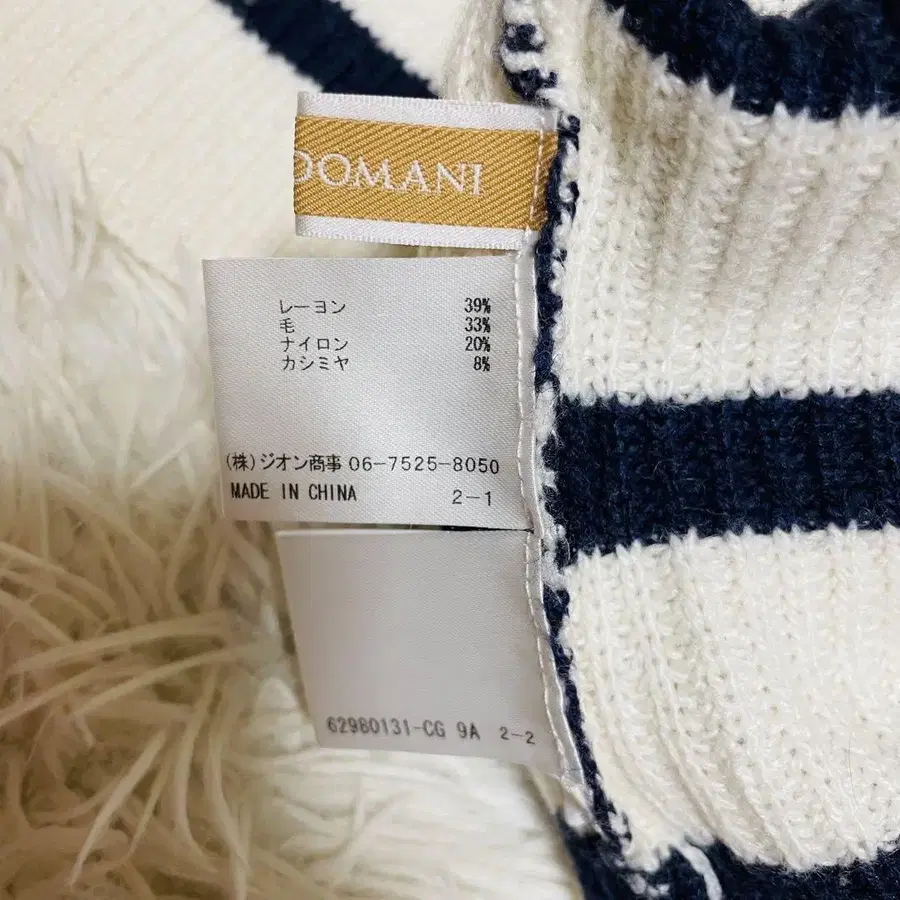 DOMANI
レーヨン 39%
毛 33%
ナイロン 20%
カシミヤ 8%
(株)ジオン商事 06-7525-8050
MADE IN CHINA 2-1
62980131-CG 9A 2-2